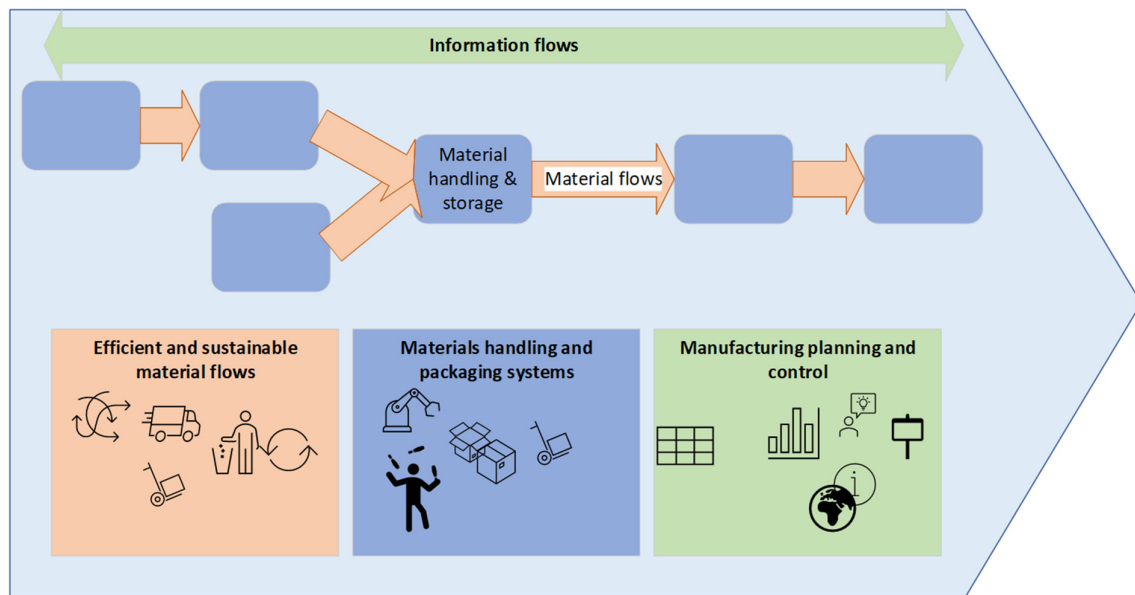 Information flows
Material
handling &
storage
Material flows
Efficient and sustainable
material flows
Materials handling and
packaging systems
Manufacturing planning and
control
i